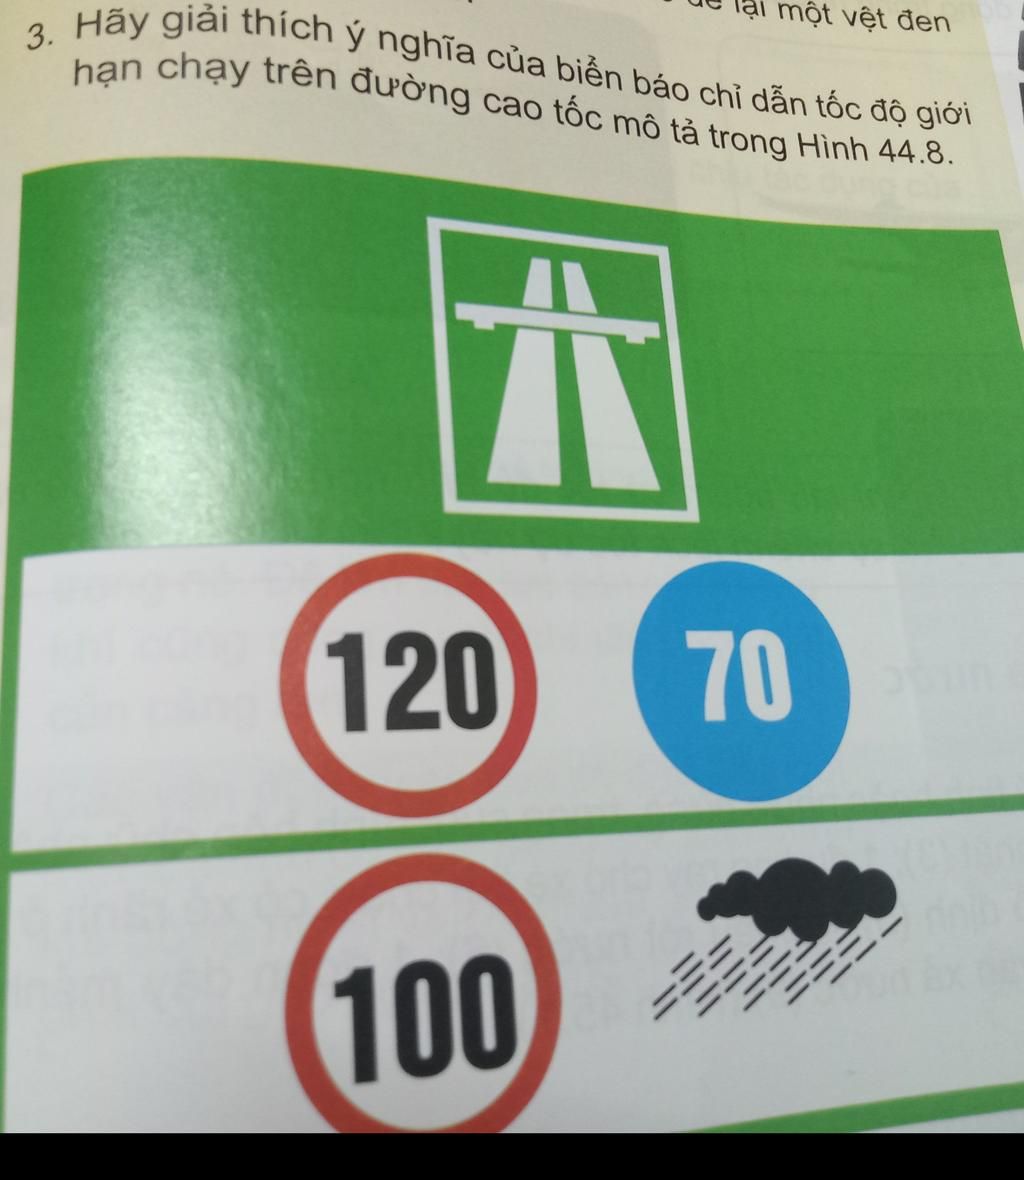 để lại một vệt đen
3. Hãy giải thích ý nghĩa của biển báo chỉ dẫn tốc độ giới
hạn chạy trên đường cao tốc mô tả trong Hình 44.8.
120
70
100